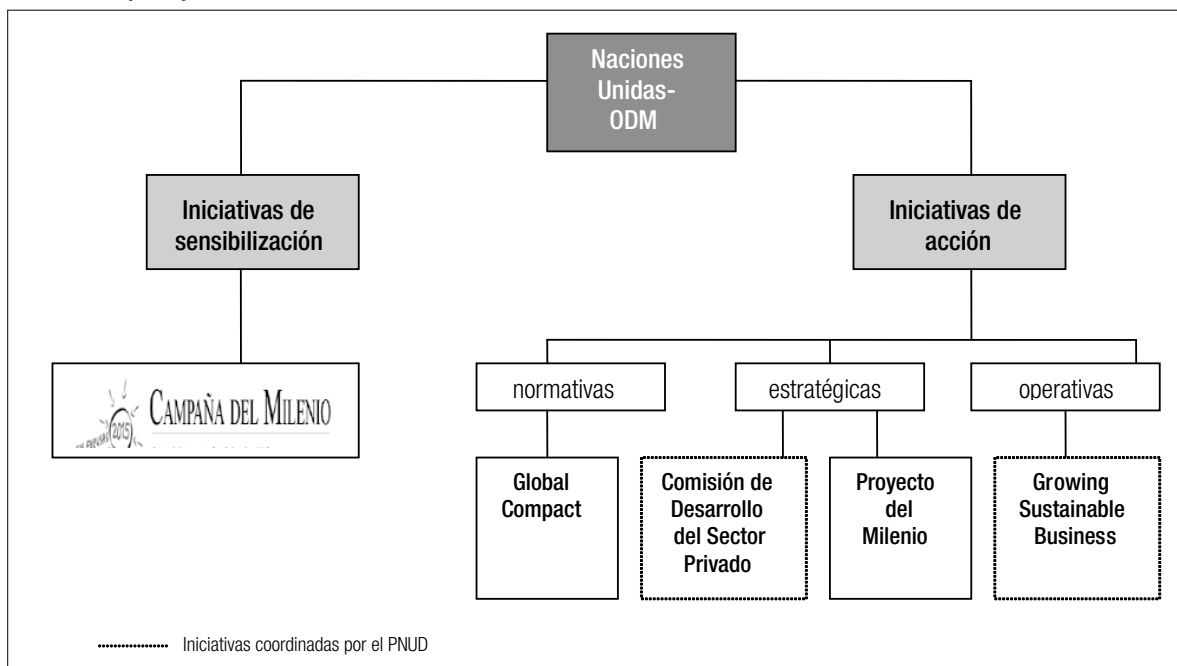 Naciones
Unidas-
ODM
Iniciativas de
sensibilización
Iniciativas de
acción
CAMPAÑA DEL MILENIO
2015
normativas
estratégicas
operativas
Global
Compact
Comisión de
Desarrollo
del Sector
Privado
Proyecto
del
Milenio
Growing
Sustainable
Business
Iniciativas coordinadas por el PNUD